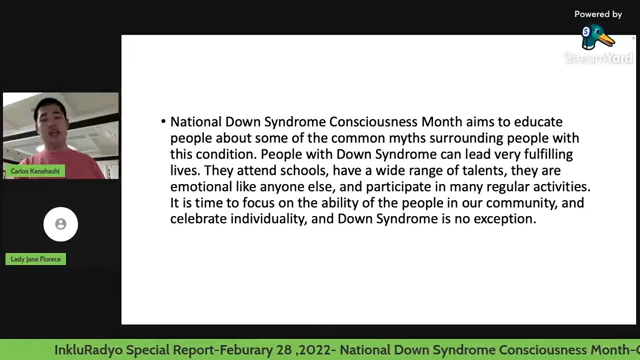 Powered by
S
StreamYard
• National Down Syndrome Consciousness Month aims to educate
people about some of the common myths surrounding people with
this condition. People with Down Syndrome can lead very fulfilling
lives. They attend schools, have a wide range of talents, they are
emotional like anyone else, and participate in many regular activities.
It is time to focus on the ability of the people in our community, and
celebrate individuality, and Down Syndrome is no exception.
Carlos Kanahashi
Lady Jane Florece
InkluRadyo Special Report-Feburary 28 ,2022- National Down Syndrome Consciousness Month-